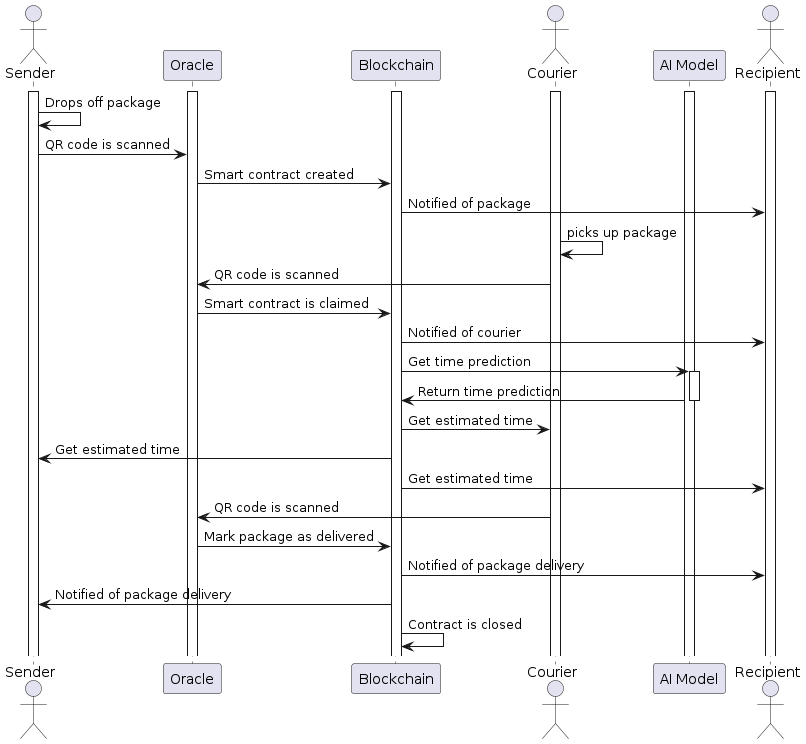 Sender
Oracle
Blockchain
Courier
AI Model
Recipient
Drops off package
QR code is scanned
Smart contract created
Notified of package
picks up package
QR code is scanned
Smart contract is claimed
Notified of courier
Get time prediction
Return time prediction
Get estimated time
Get estimated time
Get estimated time
QR code is scanned
Mark package as delivered
Notified of package delivery
Notified of package delivery
Contract is closed
Sender
Oracle
Blockchain
Courier
AI Model
Recipient